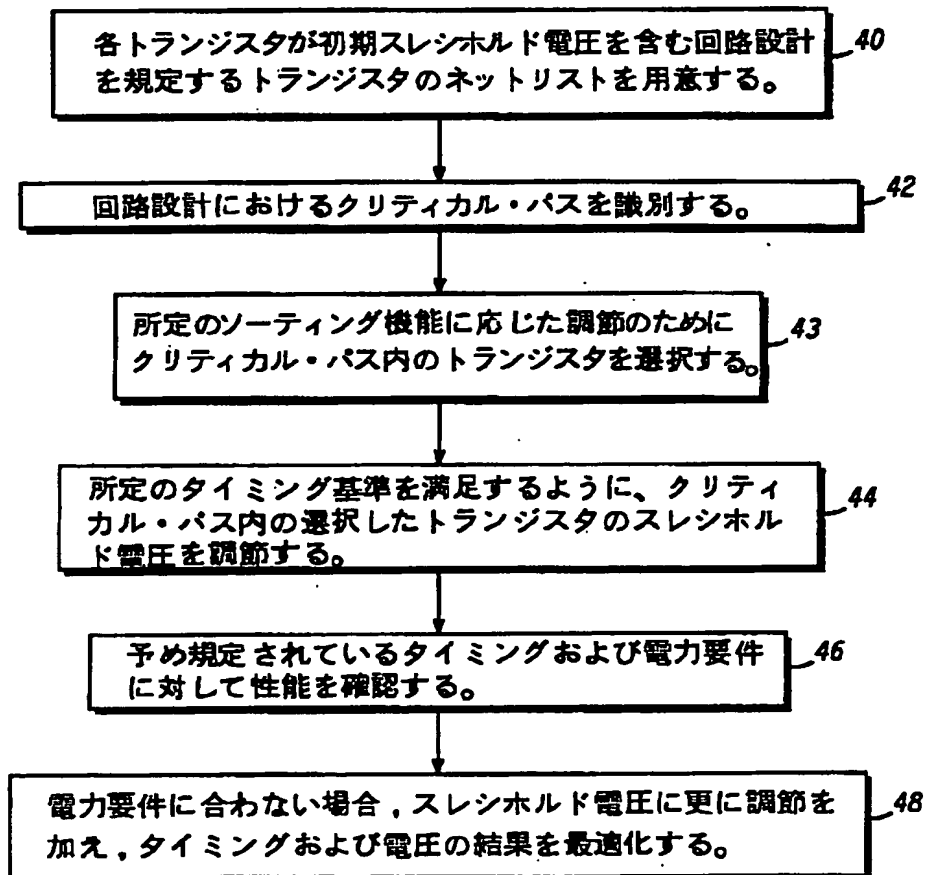 各トランジスタが初期スレシホルド電圧を含む回路設計
を規定するトランジスタのネットリストを用意する。
40
回路設計におけるクリティカル・パスを識別する。
42
所定のソーティング機能に応じた調節のために
クリティカル・パス内のトランジスタを選択する。
43
所定のタイミング基準を満足するように、クリティ
カル・パス内の選択したトランジスタのスレシホル
ド電圧を調節する。
44
予め規定されているタイミングおよび電力要件
に対して性能を確認する。
46
電力要件に合わない場合,スレシホルド電圧に更に調節を
加え,タイミングおよび電圧の結果を最適化する。
48